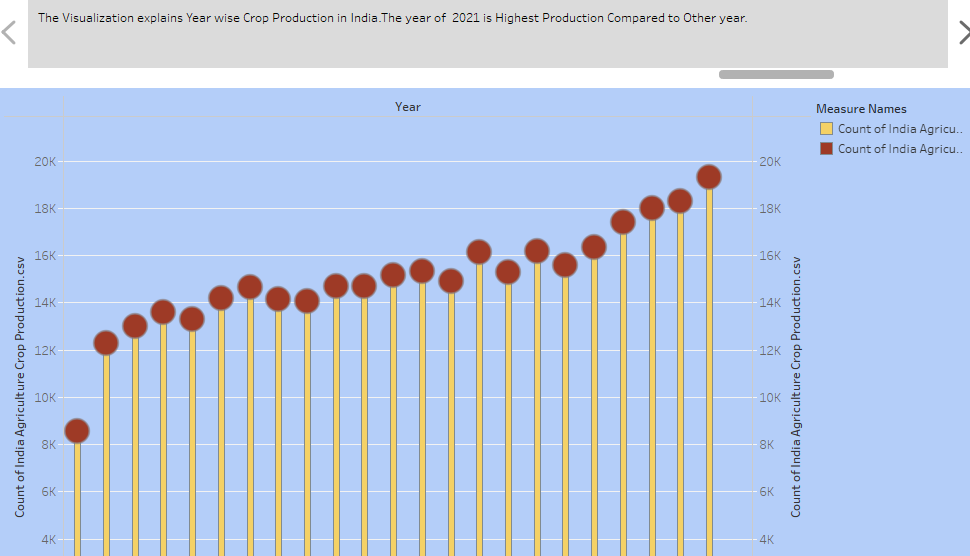 The Visualization explains Year wise Crop Production in India.The year of  2021 is Highest Production Compared to Other year.
Year
Measure Names
Count of India Agricu..
Count of India Agricu..
20K
18K
16K
14K
12K
10K
8K
6K
4K
Count of India Agriculture Crop Production.csv
20K
18K
16K
14K
12K
10K
8K
6K
4K
Count of India Agriculture Crop Production.csv